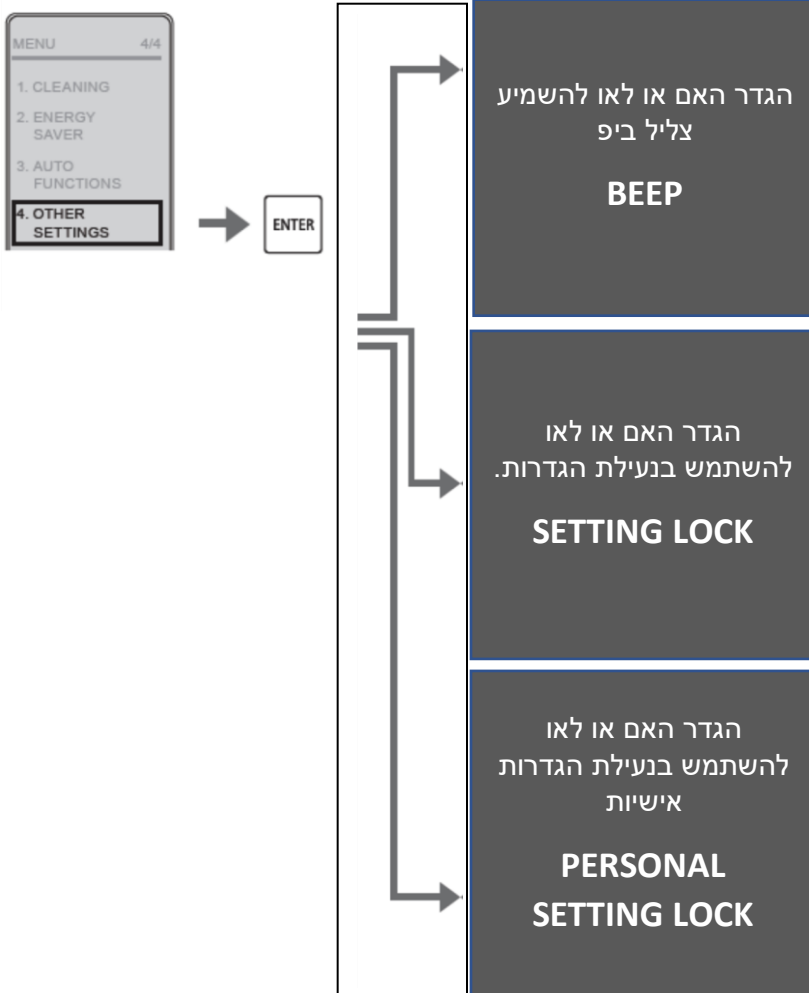 MENU 4/4
1. CLEANING
2. ENERGY
SAVER
3. AUTO
FUNCTIONS
4. OTHER
SETTINGS
ENTER
הגדר האם או לאו להשמיע
צליל ביפ
BEEP
הגדר האם או לאו
להשתמש בנעילת הגדרות.
SETTING LOCK
הגדר האם או לאו
להשתמש בנעילת הגדרות
אישיות
PERSONAL
SETTING LOCK